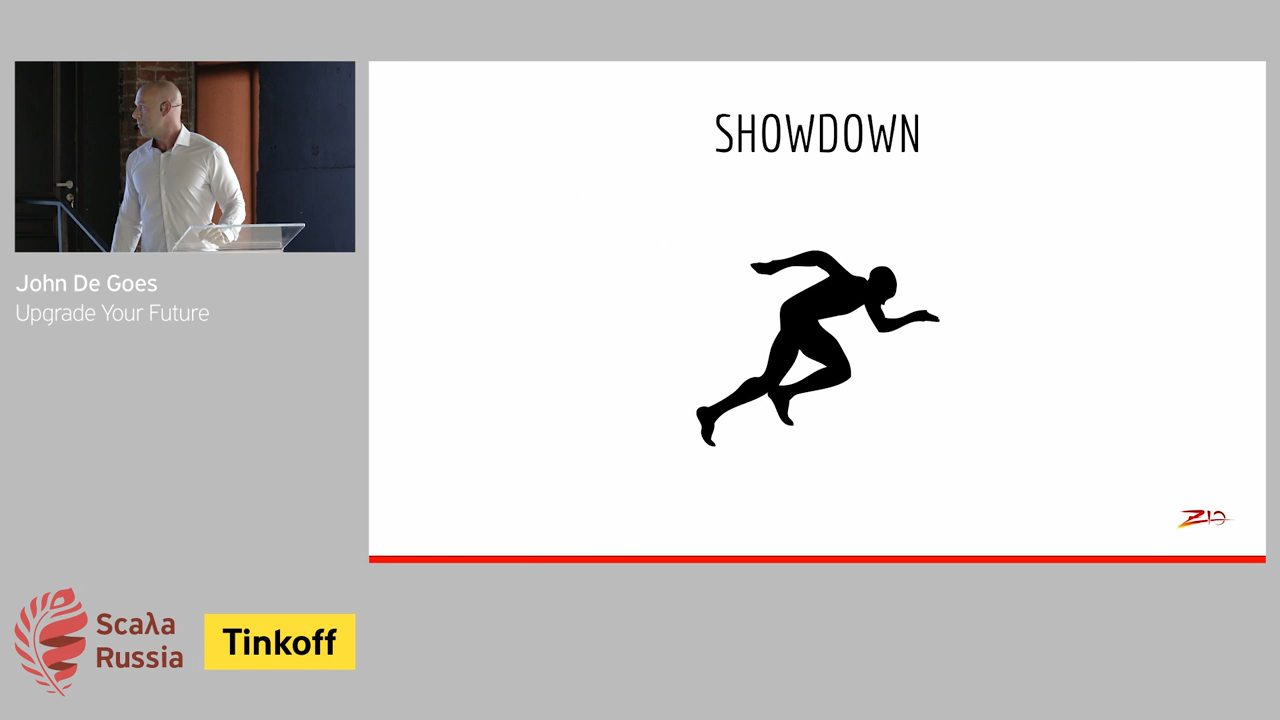 SHOWDOWN
John De Goes
Upgrade Your Future
ZIO
Scaλa
Russia
Tinkoff